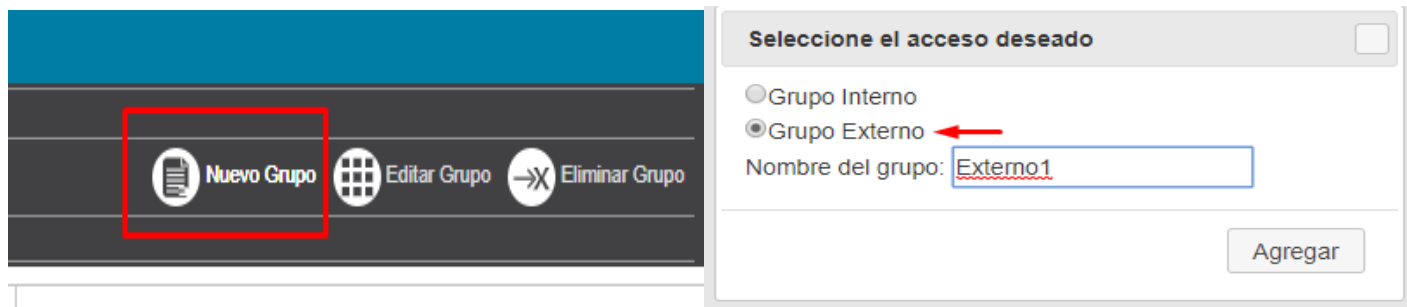 Nuevo Grupo Editar Grupo Eliminar Grupo
Seleccione el acceso deseado
Grupo Interno
Grupo Externo
Nombre del grupo: Externo1
Agregar